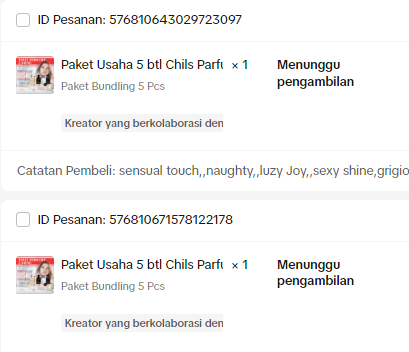 ID Pesanan: 576810643029723097
Paket Usaha 5 btl Chils Parfu × 1
Menunggu pengambilan
Paket Bundling 5 Pcs
Kreator yang berkolaborasi den
Catatan Pembeli: sensual touch,,naughty,,luzy Joy,,sexy shine,grigio
ID Pesanan: 576810671578122178
Paket Usaha 5 btl Chils Parfu × 1
Menunggu pengambilan
Paket Bundling 5 Pcs
Kreator yang berkolaborasi den